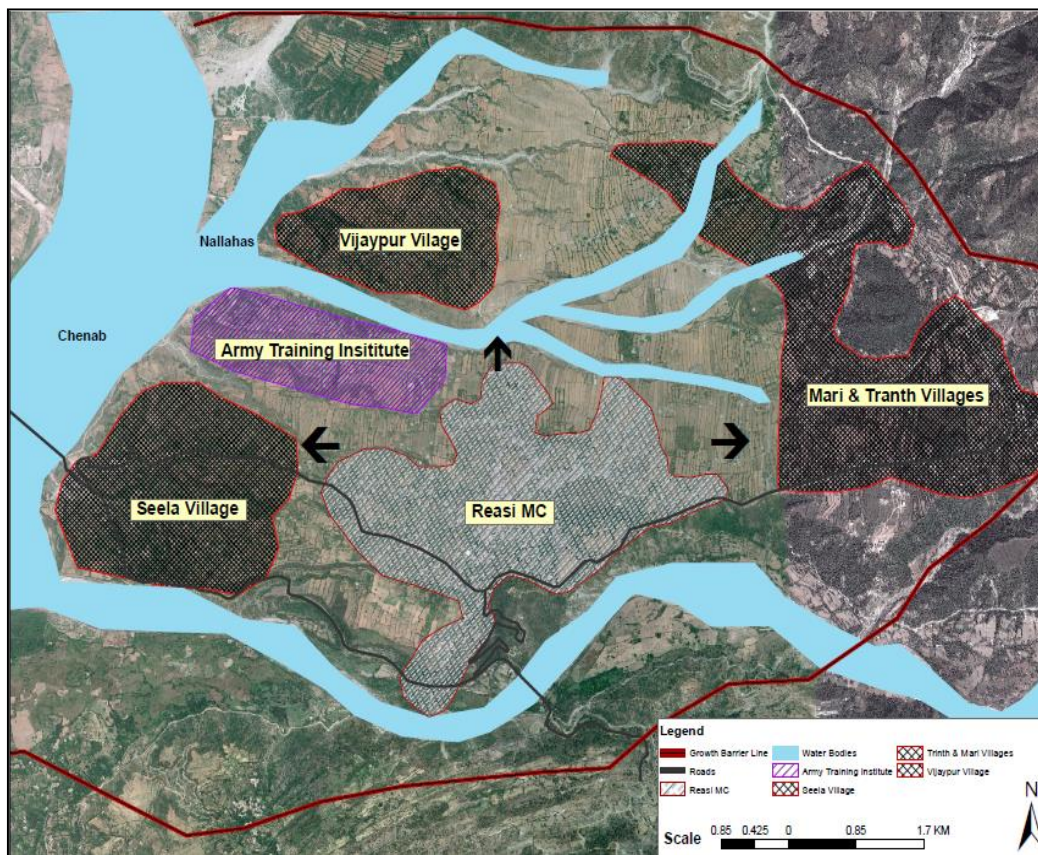 Nallahas
Vijaypur Vilage
Chenab
Army Training Insititute
Mari & Tranth Villages
Seela Village
Reasi MC
Legend
Growth Barrier Line
Water Bodies
Trinth & Mari Villages
Roads
Army Training Institute
Vijaypur Village
Reasi MC
Seela Village
N
Scale
0.85 0.425 0 0.85 1.7 KM